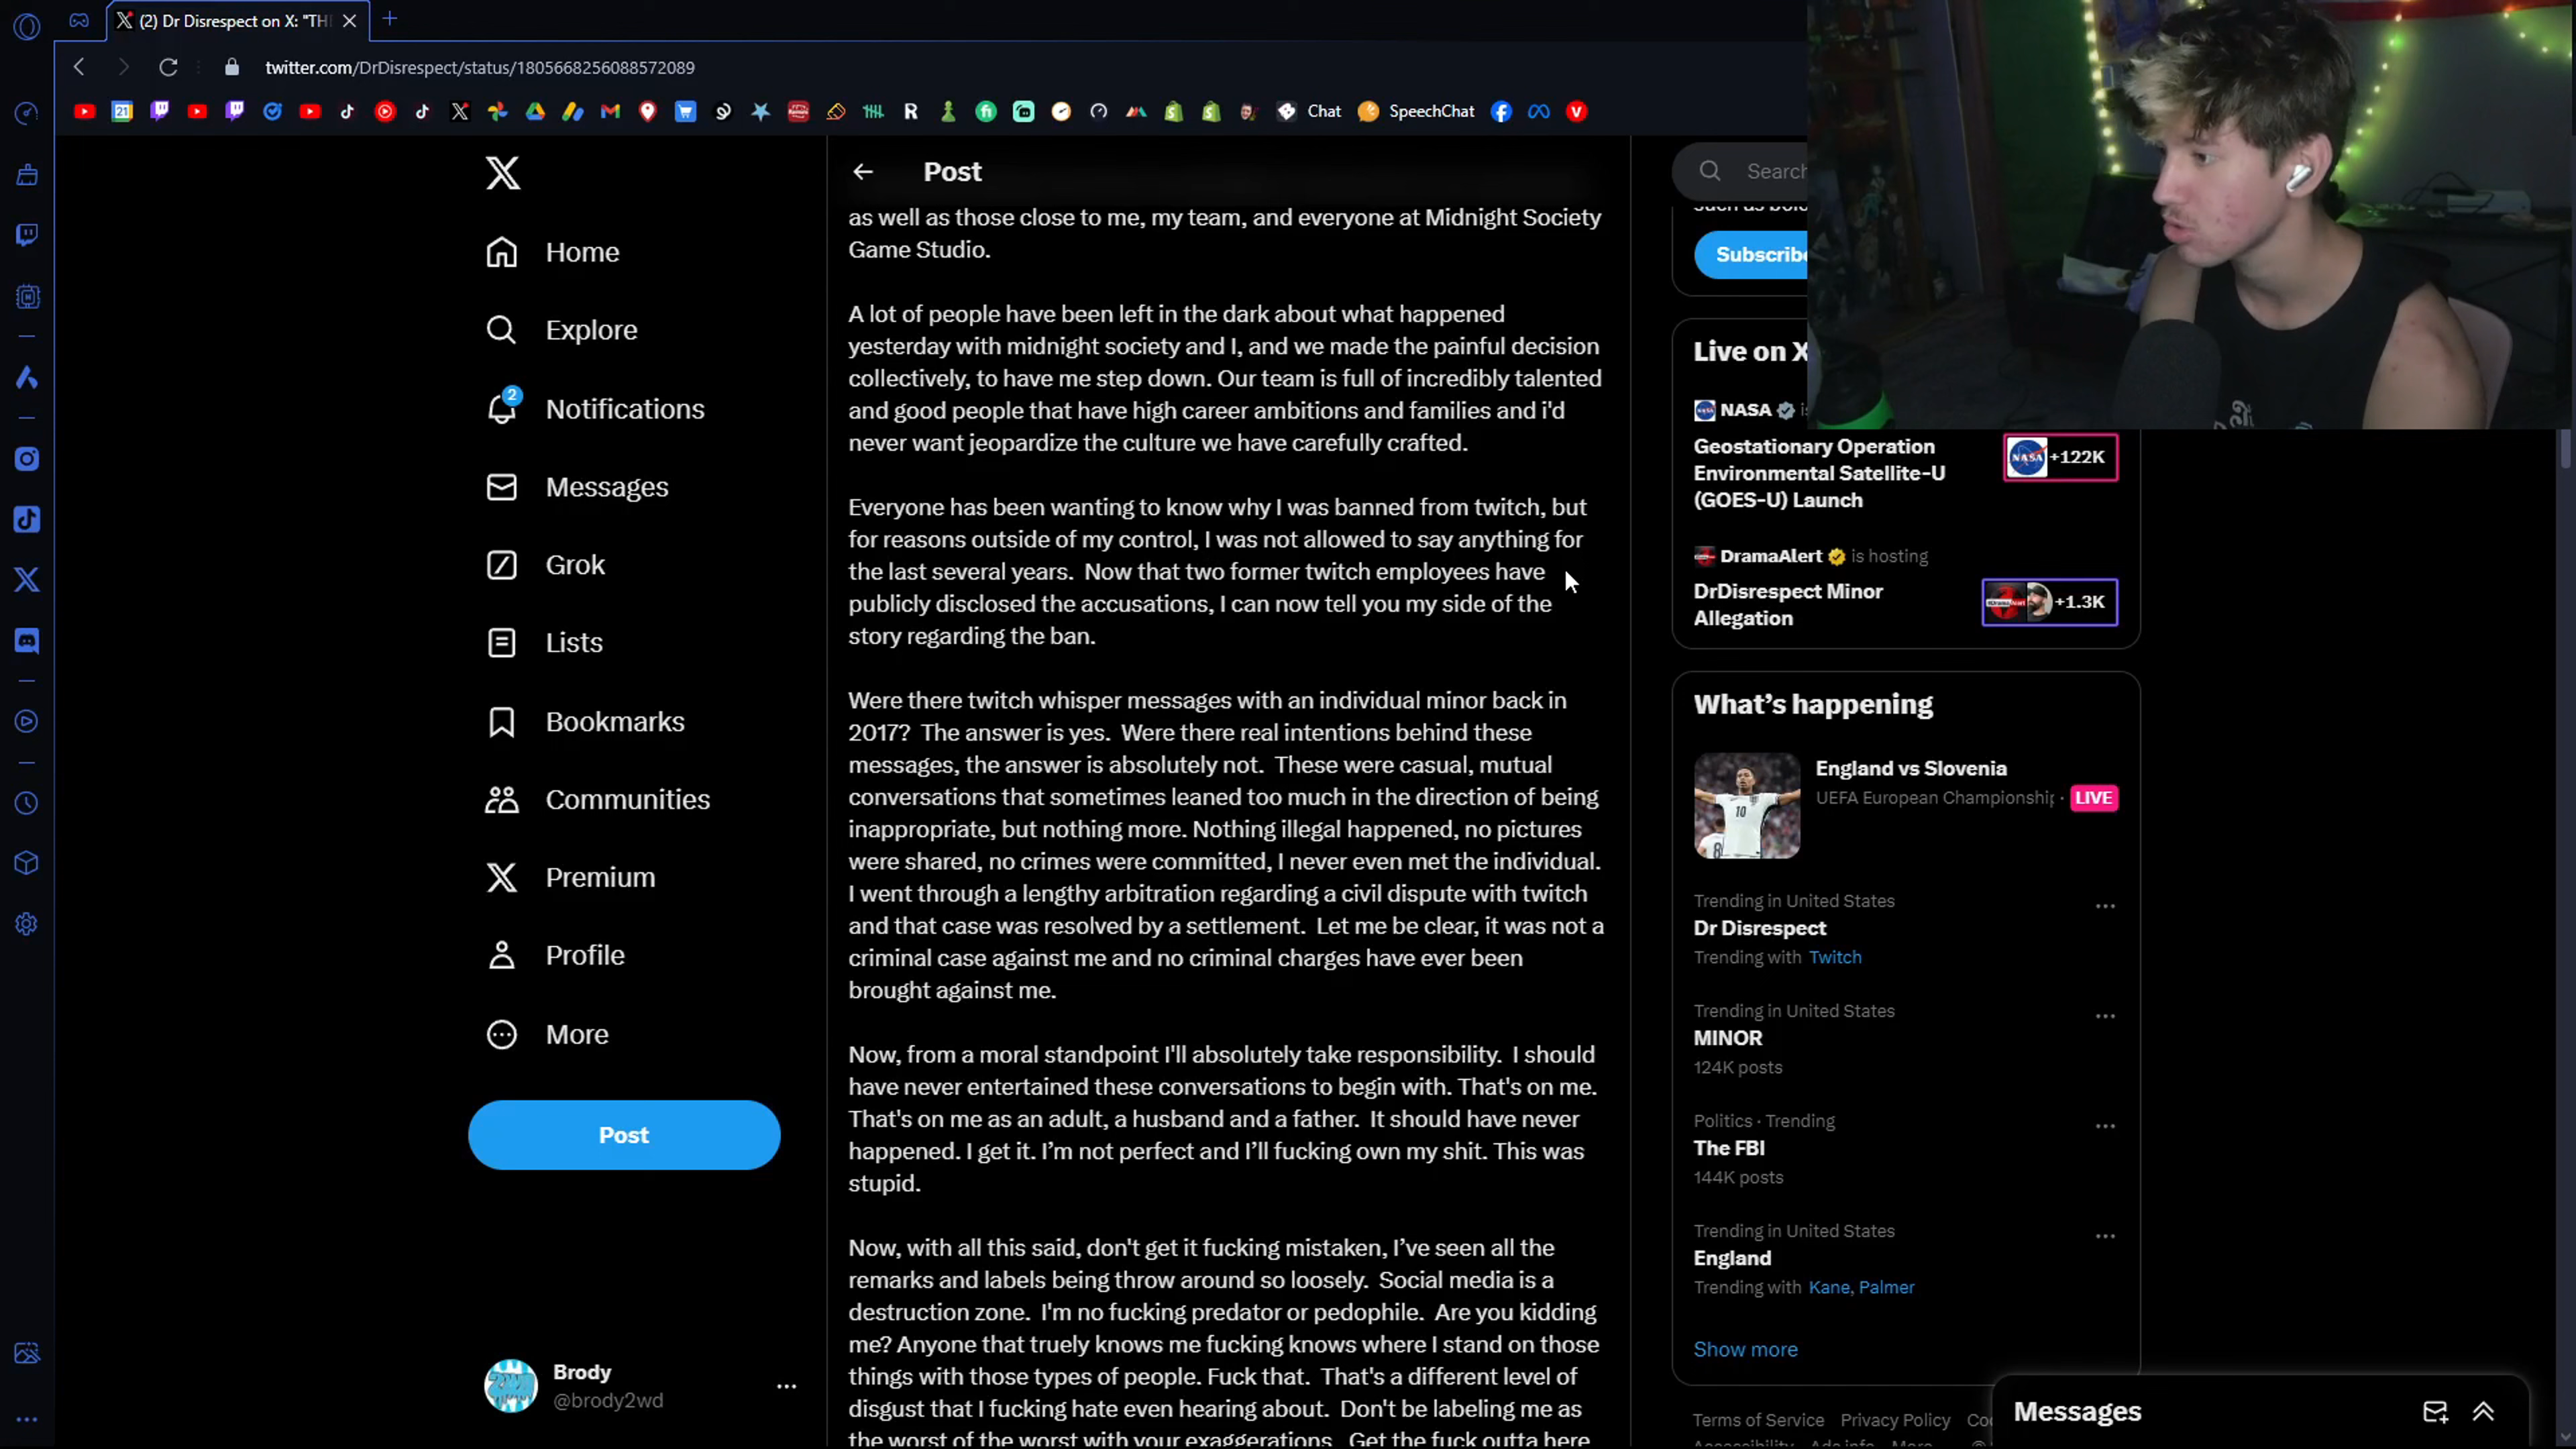 (2) Dr Disrespect on X: "THI
twitter.com/DrDisrespect/status/1805668256088572089
21
Chat
SpeechChat
Home
Explore
2
Notifications
Messages
Grok
Lists
Bookmarks
Communities
Premium
Profile
More
Post
Brody
@brody2wd
Post
as well as those close to me, my team, and everyone at Midnight Society
Game Studio.
A lot of people have been left in the dark about what happened
yesterday with midnight society and I, and we made the painful decision
collectively, to have me step down. Our team is full of incredibly talented
and good people that have high career ambitions and families and i'd
never want jeopardize the culture we have carefully crafted.
Everyone has been wanting to know why I was banned from twitch, but
for reasons outside of my control, I was not allowed to say anything for
the last several years.  Now that two former twitch employees have
publicly disclosed the accusations, I can now tell you my side of the
story regarding the ban.
Were there twitch whisper messages with an individual minor back in
2017?  The answer is yes.  Were there real intentions behind these
messages, the answer is absolutely not.  These were casual, mutual
conversations that sometimes leaned too much in the direction of being
inappropriate, but nothing more. Nothing illegal happened, no pictures
were shared, no crimes were committed, I never even met the individual.
I went through a lengthy arbitration regarding a civil dispute with twitch
and that case was resolved by a settlement.  Let me be clear, it was not a
criminal case against me and no criminal charges have ever been
brought against me.
Now, from a moral standpoint I'll absolutely take responsibility.  I should
have never entertained these conversations to begin with. That's on me.
That's on me as an adult, a husband and a father.  It should have never
happened. I get it. I'm not perfect and I'll fucking own my shit. This was
stupid.
Now, with all this said, don't get it fucking mistaken, I've seen all the
remarks and labels being throw around so loosely.  Social media is a
destruction zone.  I'm no fucking predator or pedophile.  Are you kidding
me? Anyone that truely knows me fucking knows where I stand on those
things with those types of people. Fuck that.  That's a different level of
disgust that I fucking hate even hearing about.  Don't be labeling me as
the worst of the worst with your exaggerations.  Get the fuck outta here
Search
such as bold
Subscribe
Live on X
NASA
Geostationary Operation
Environmental Satellite-U
(GOES-U) Launch
+122K
DramaAlert is hosting
DrDisrespect Minor
Allegation
+1.3K
What's happening
England vs Slovenia
UEFA European Championship · LIVE
Trending in United States
Dr Disrespect
Trending with Twitch
Trending in United States
MINOR
124K posts
Politics · Trending
The FBI
144K posts
Trending in United States
England
Trending with Kane, Palmer
Show more
Terms of Service Privacy Policy
Messages